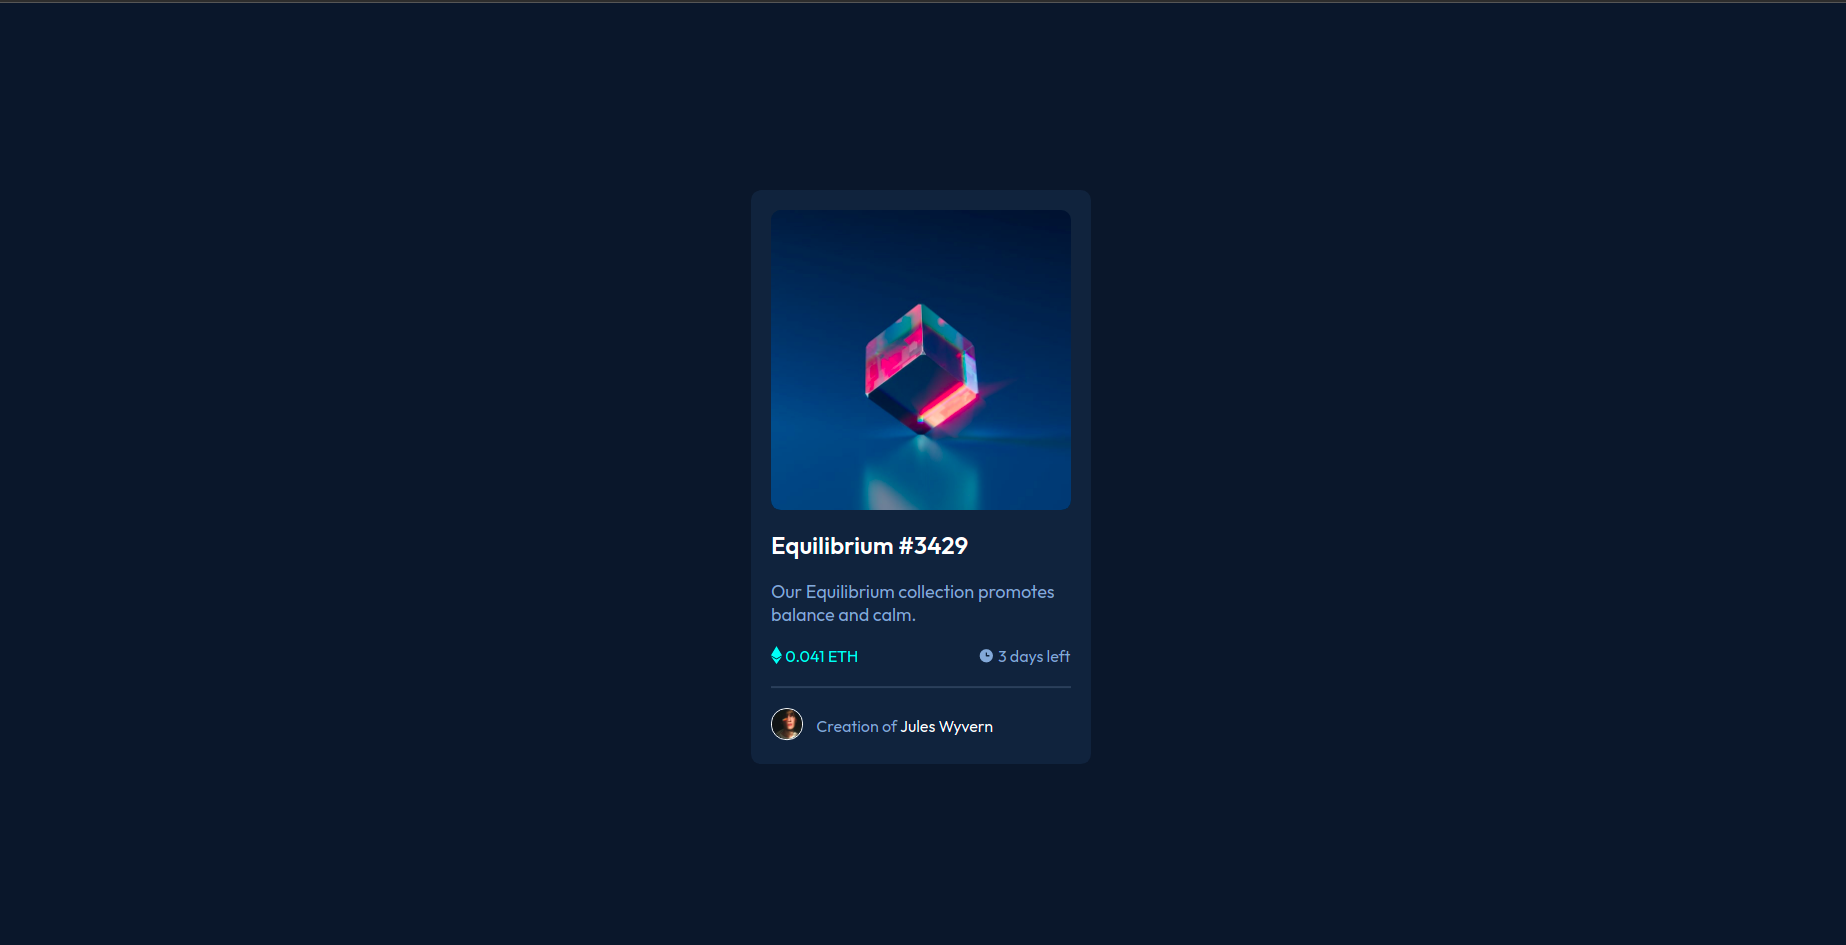 Equilibrium #3429
Our Equilibrium collection promotes
balance and calm.
0.041 ETH
3 days left
Creation of Jules Wyvern